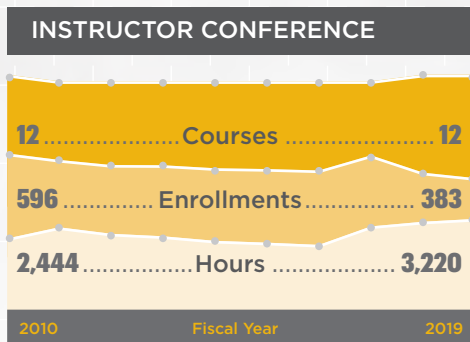 INSTRUCTOR CONFERENCE
12 ........................ Courses ............................ 12
596 ................ Enrollments ..................... 383
2,444 ................... Hours ....................... 3,220
2010 Fiscal Year 2019